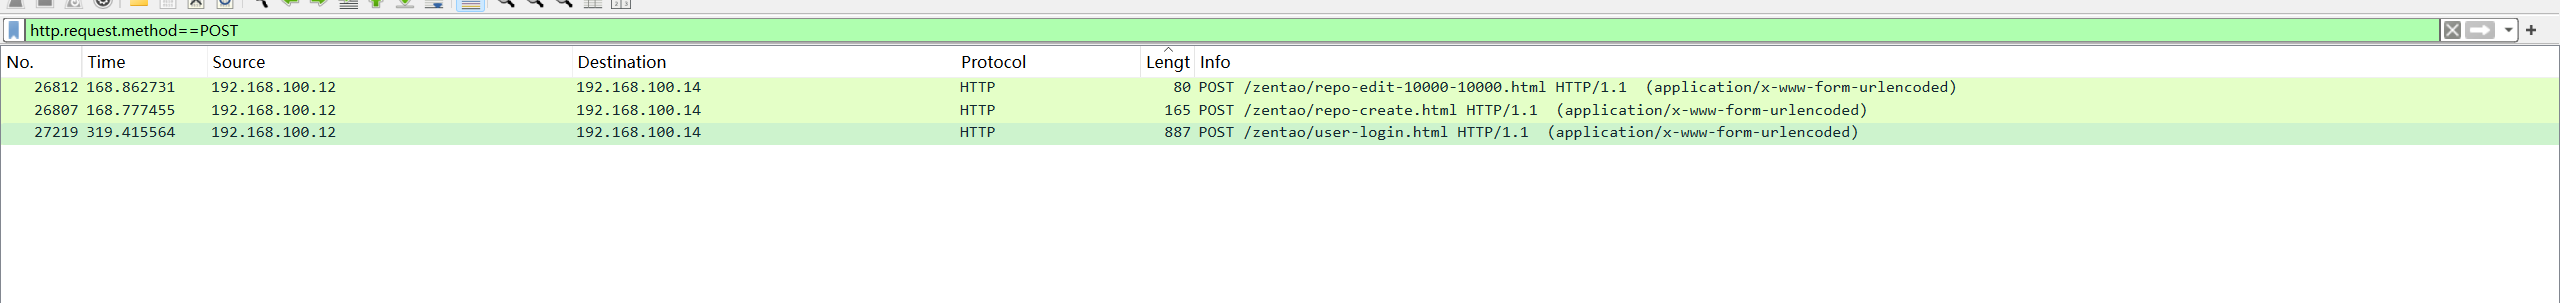 http.request.method==POST
No. Time Source Destination Protocol Lengt Info
26812 168.862731 192.168.100.12 192.168.100.14 HTTP 80 POST /zentao/repo-edit-10000-10000.html HTTP/1.1 (application/x-www-form-urlencoded)
26807 168.777455 192.168.100.12 192.168.100.14 HTTP 165 POST /zentao/repo-create.html HTTP/1.1 (application/x-www-form-urlencoded)
27219 319.415564 192.168.100.12 192.168.100.14 HTTP 887 POST /zentao/user-login.html HTTP/1.1 (application/x-www-form-urlencoded)